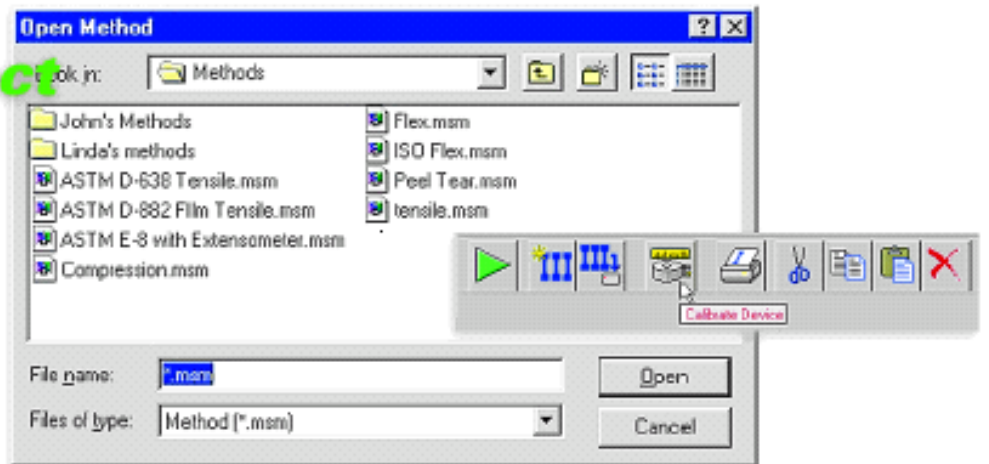 Open Method
ct
Look in: Methods
John's Methods
Linda's methods
ASTM D-638 Tensile.msm
ASTM D-882 FIlm Tensile.msm
ASTM E-8 with Extensometer.msm
Compression.msm
Flex.msm
ISO Flex.msm
Peel Tear.msm
tensile.msm
Calibrate Device
File name: *.msm
Open
Files of type: Method (*.msm)
Cancel